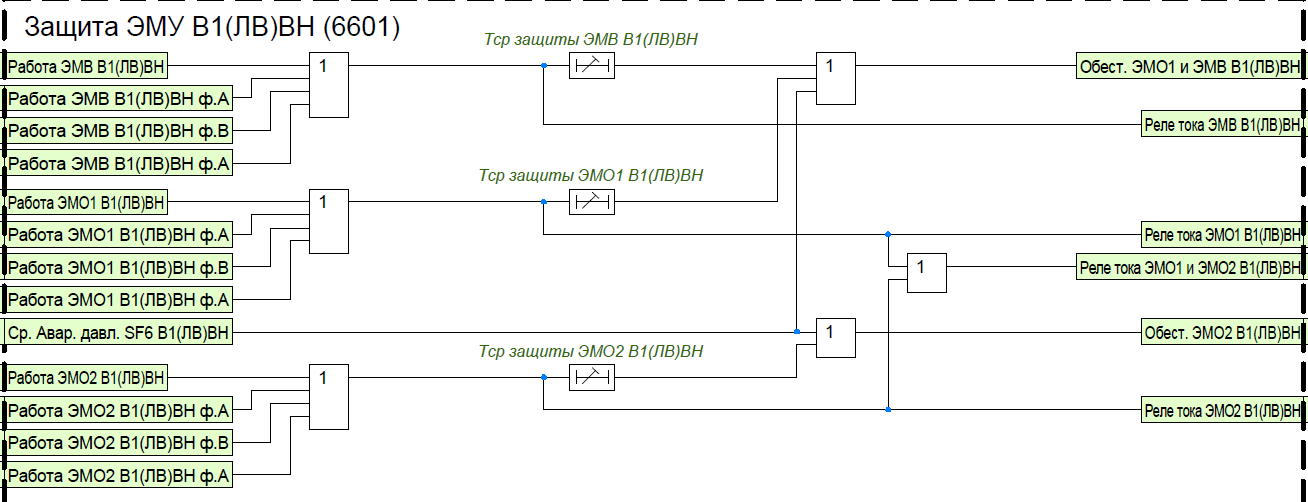 Защита ЭМУ В1(ЛВ)ВН (6601)
Тср защиты ЭМВ В1(ЛВ)ВН
Работа ЭМВ В1(ЛВ)ВН
1
1
Обест. ЭМО1 и ЭМВ В1(ЛВ)ВН
Работа ЭМВ В1(ЛВ)ВН ф.А
Работа ЭМВ В1(ЛВ)ВН ф.В
Реле тока ЭМВ В1(ЛВ)ВН
Работа ЭМВ В1(ЛВ)ВН ф.А
Тср защиты ЭМО1 В1(ЛВ)ВН
Работа ЭМО1 В1(ЛВ)ВН
1
Работа ЭМО1 В1(ЛВ)ВН ф.А
Реле тока ЭМО1 В1(ЛВ)ВН
Работа ЭМО1 В1(ЛВ)ВН ф.В
1
Реле тока ЭМО1 и ЭМО2 В1(ЛВ)ВН
Работа ЭМО1 В1(ЛВ)ВН ф.А
Ср. Авар. давл. SF6 В1(ЛВ)ВН
1
Обест. ЭМО2 В1(ЛВ)ВН
Тср защиты ЭМО2 В1(ЛВ)ВН
Работа ЭМО2 В1(ЛВ)ВН
1
Работа ЭМО2 В1(ЛВ)ВН ф.А
Реле тока ЭМО2 В1(ЛВ)ВН
Работа ЭМО2 В1(ЛВ)ВН ф.В
Работа ЭМО2 В1(ЛВ)ВН ф.А